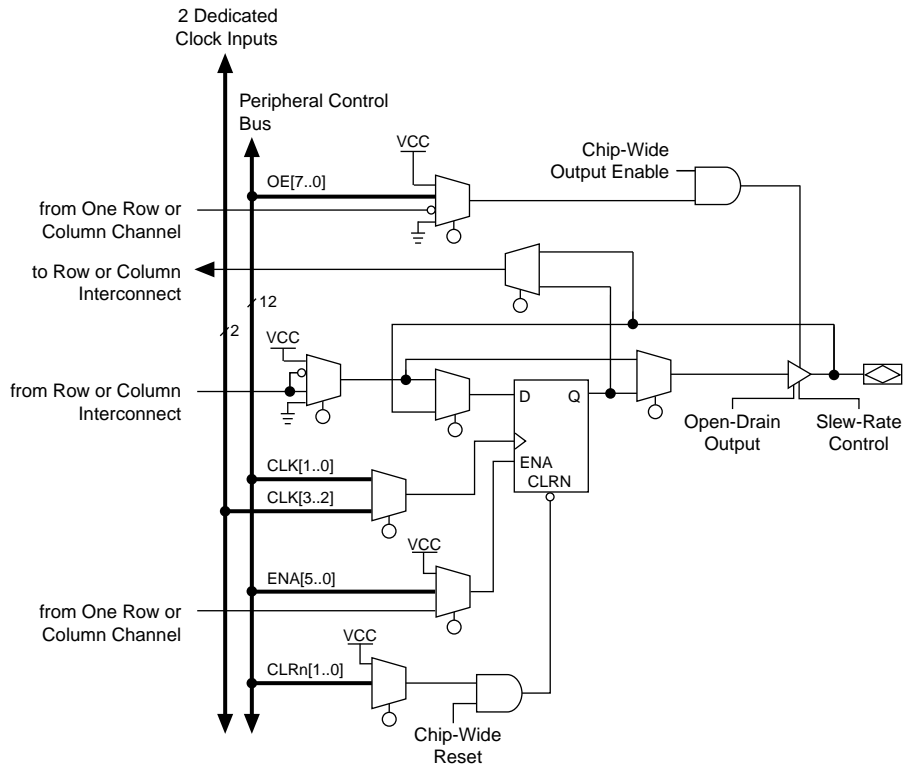 2 Dedicated
Clock Inputs
Peripheral Control
Bus
VCC
OE[7..0]
Chip-Wide
Output Enable
from One Row or
Column Channel
to Row or Column
Interconnect
12
2
VCC
from Row or Column
Interconnect
D
Q
ENA
CLRN
Open-Drain
Output
Slew-Rate
Control
CLK[1..0]
CLK[3..2]
VCC
ENA[5..0]
from One Row or
Column Channel
VCC
CLRn[1..0]
Chip-Wide
Reset